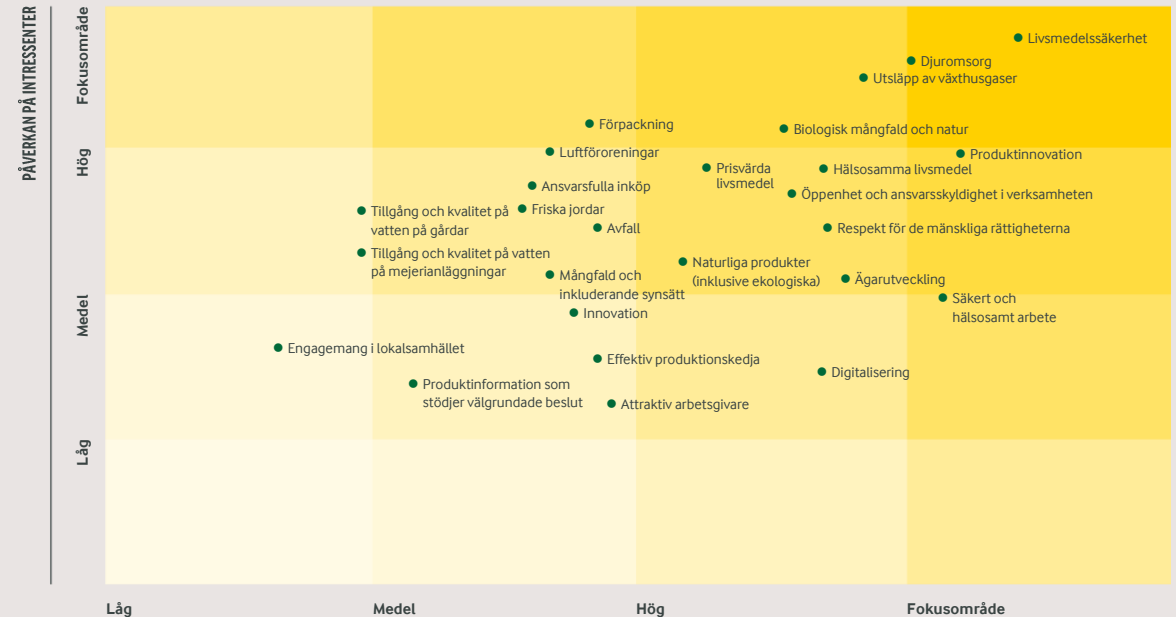 PÅVERKAN PÅ INTRESSENTER
Fokusområde
Hög
Medel
Låg
Livsmedelssäkerhet
Djuromsorg
Utsläpp av växthusgaser
Förpackning
Biologisk mångfald och natur
Luftföroreningar
Produktinnovation
Prisvärda
livsmedel
Hälsosamma livsmedel
Ansvarsfulla inköp
Öppenhet och ansvarsskyldighet i verksamheten
Tillgång och kvalitet på
vatten på gårdar
Friska jordar
Avfall
Respekt för de mänskliga rättigheterna
Tillgång och kvalitet på vatten
på mejerianläggningar
Naturliga produkter
(inklusive ekologiska)
Mångfald och
inkluderande synsätt
Ägarutveckling
Säkert och
hälsosamt arbete
Innovation
Engagemang i lokalsamhället
Effektiv produktionskedja
Digitalisering
Produktinformation som
stödjer välgrundade beslut
Attraktiv arbetsgivare
Låg
Medel
Hög
Fokusområde